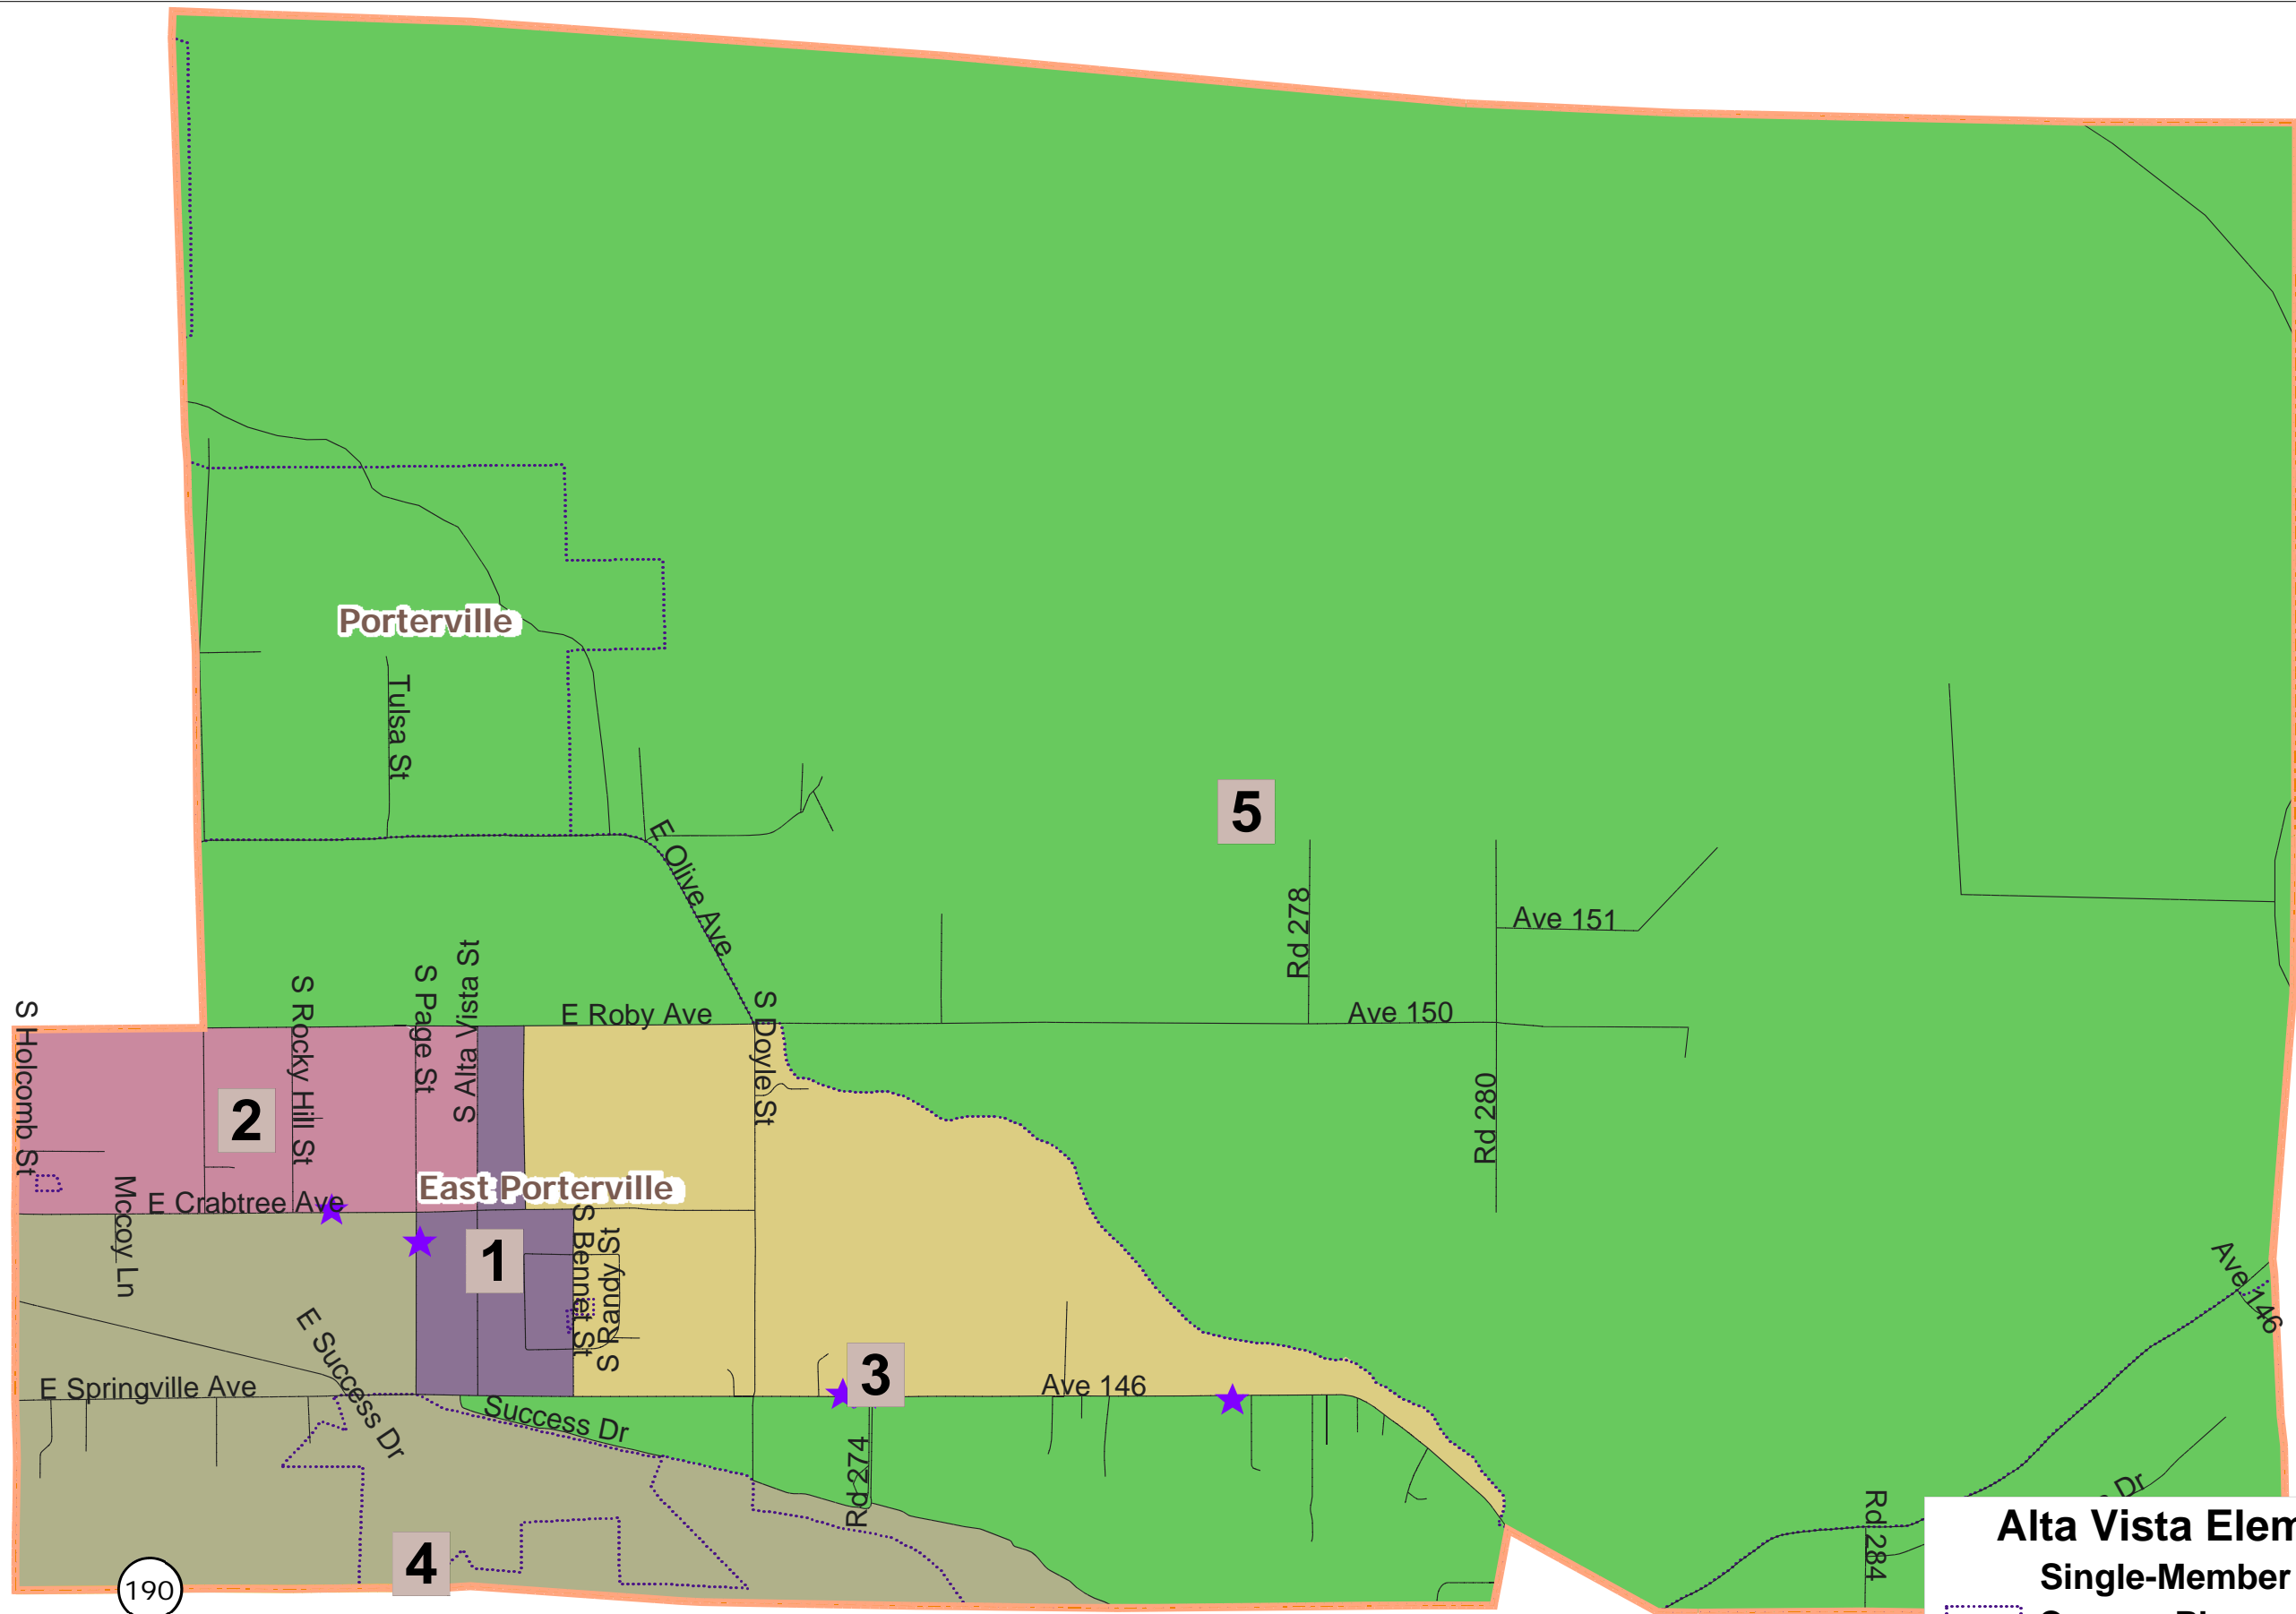 Porterville
Tulsa St
E Olive Ave
5
Rd 278
Ave 151
Ave 150
Rd 280
S Holcomb St
S Rocky Hill St
S Page St
S Alta Vista St
E Roby Ave
S Doyle St
2
East Porterville
E Crabtree Ave
Mccoy Ln
1
S Bennet St
S Randy St
E Success Dr
E Springville Ave
Success Dr
3
Ave 146
Rd 274
4
190
Ave 146
Dr
Rd 284
Alta Vista Elem
Single-Member